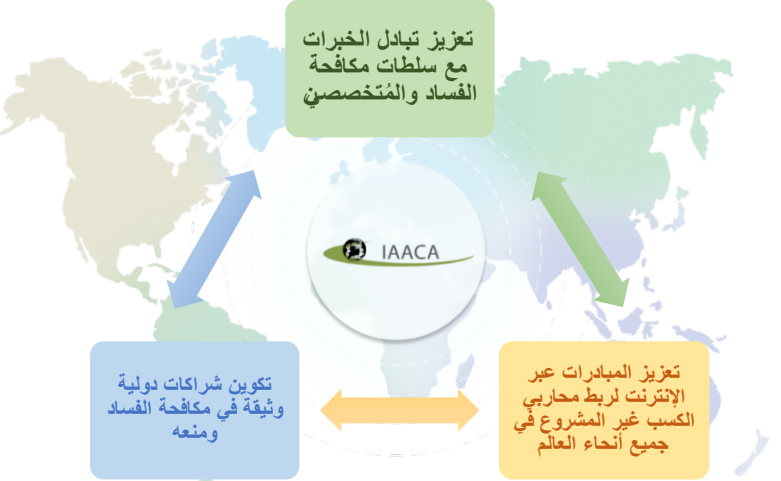 تعزيز تبادل الخبرات
مع سلطات مكافحة
الفساد والمُتخصصين
IAACA
تعزيز المبادرات عبر
الإنترنت لربط محاربي
الكسب غير المشروع في
جميع أنحاء العالم
تكوين شراكات دولية
وثيقة في مكافحة الفساد
ومنعه